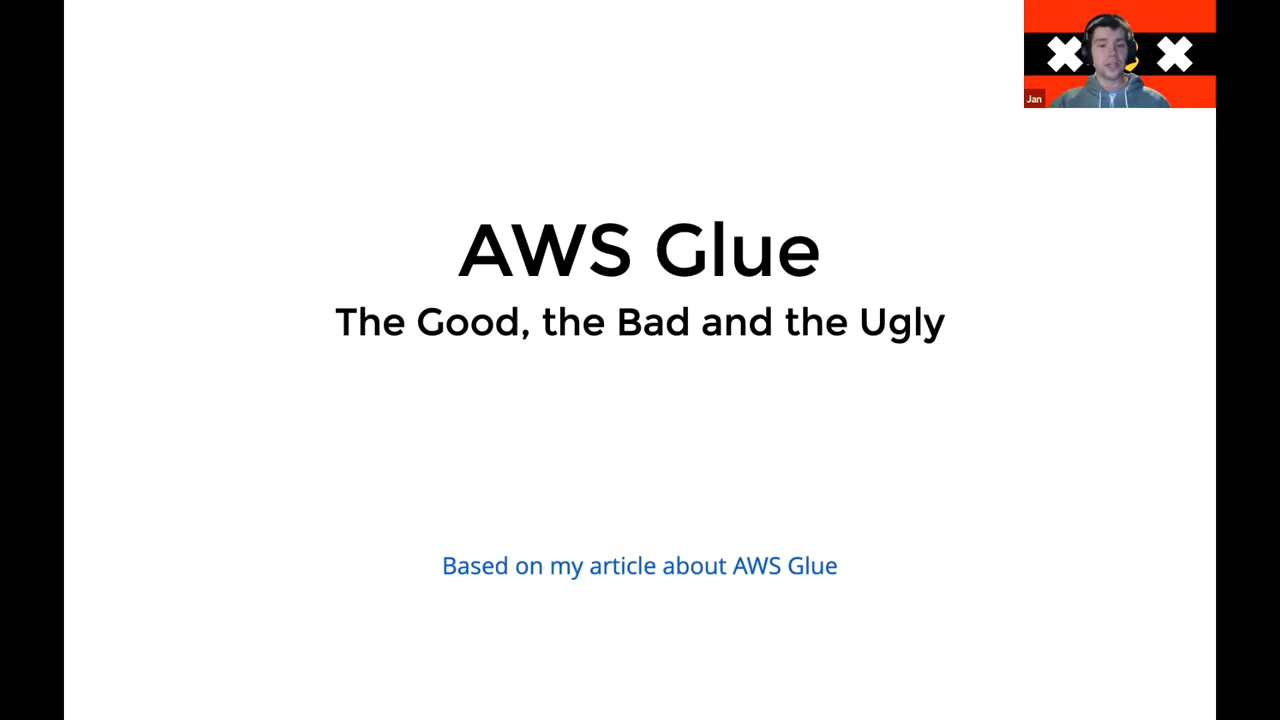 Jan
AWS Glue
The Good, the Bad and the Ugly
Based on my article about AWS Glue